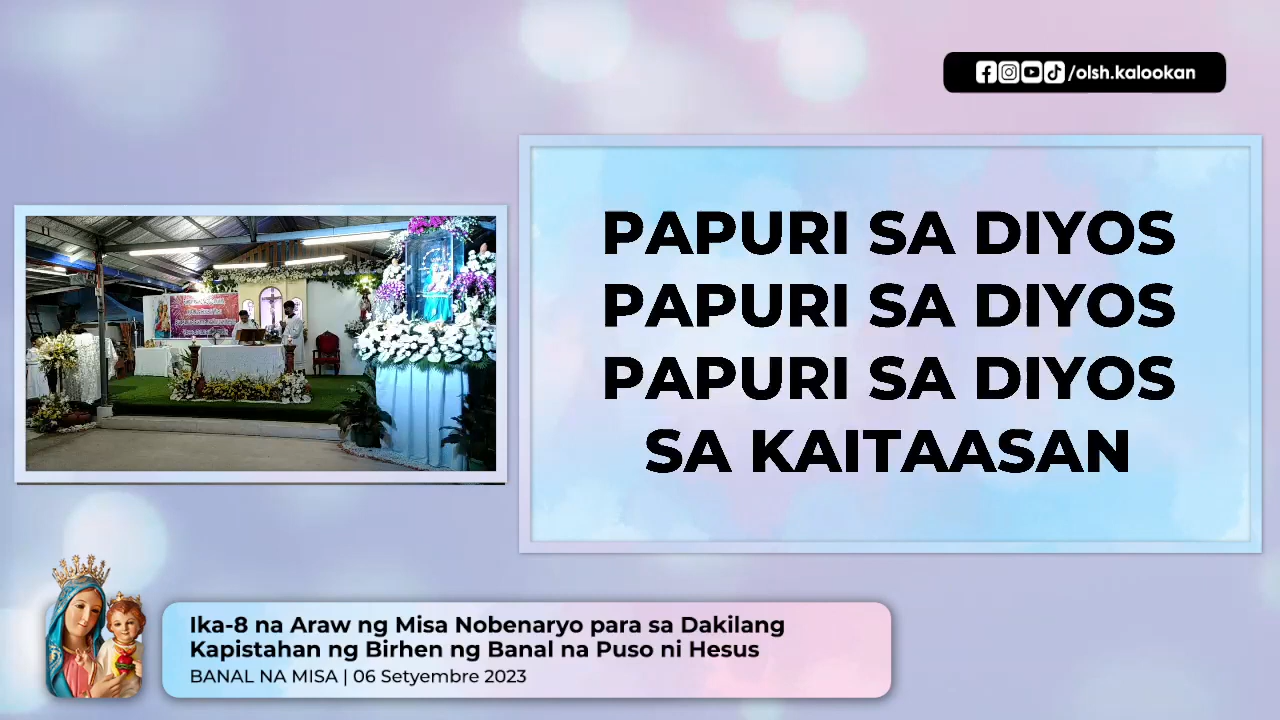 /olsh.kalookan
PAPURI SA DIYOS
PAPURI SA DIYOS
PAPURI SA DIYOS
SA KAITAASAN
Ika-8 na Araw ng Misa Nobenaryo para sa Dakilang
Kapistahan ng Birhen ng Banal na Puso ni Hesus
BANAL NA MISA | 06 Setyembre 2023